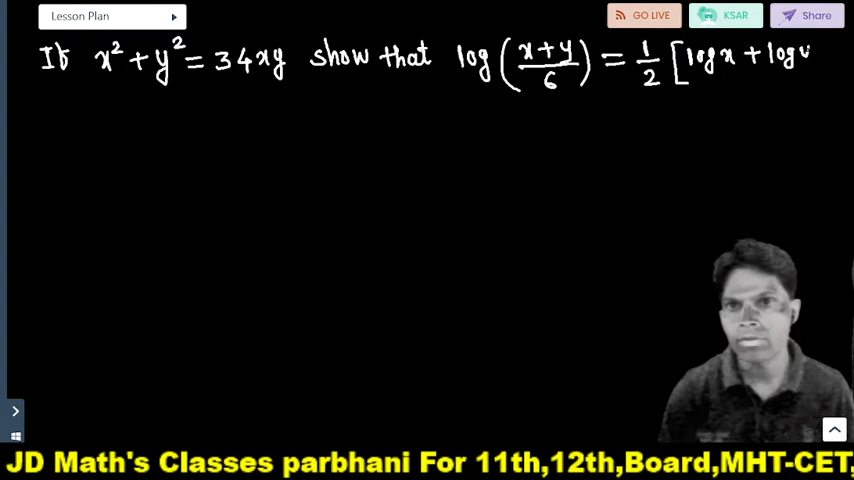 Lesson Plan
GO LIVE
KSAR
Share
If x² + y² = 34xy show that log((x+y)/6) = 1/2 [log x + log
JD Math's Classes parbhani For 11th,12th,Board,MHT-CET,